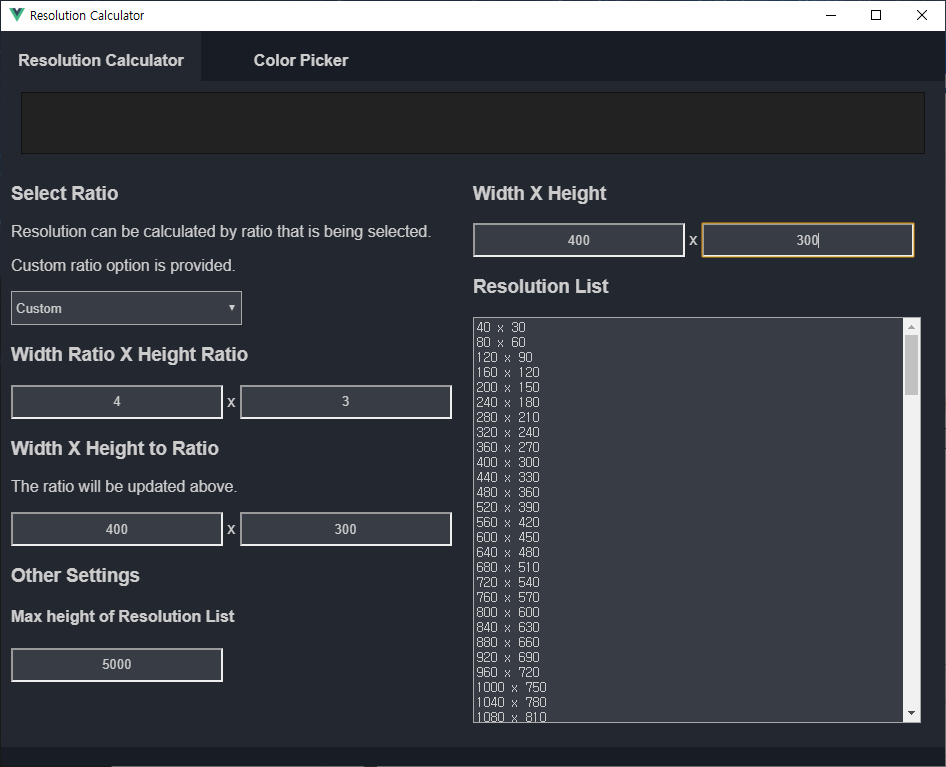 Resolution Calculator
Resolution Calculator Color Picker
Select Ratio
Resolution can be calculated by ratio that is being selected.
Custom ratio option is provided.
Custom
Width Ratio X Height Ratio
4 x 3
Width X Height to Ratio
The ratio will be updated above.
400 x 300
Other Settings
Max height of Resolution List
5000
Width X Height
400 x 300
Resolution List
40 x 30
80 x 60
120 x 90
160 x 120
200 x 150
240 x 180
280 x 210
320 x 240
360 x 270
400 x 300
440 x 330
480 x 360
520 x 390
560 x 420
600 x 450
640 x 480
680 x 510
720 x 540
760 x 570
800 x 600
840 x 630
880 x 660
920 x 690
960 x 720
1000 x 750
1040 x 780
1080 x 810